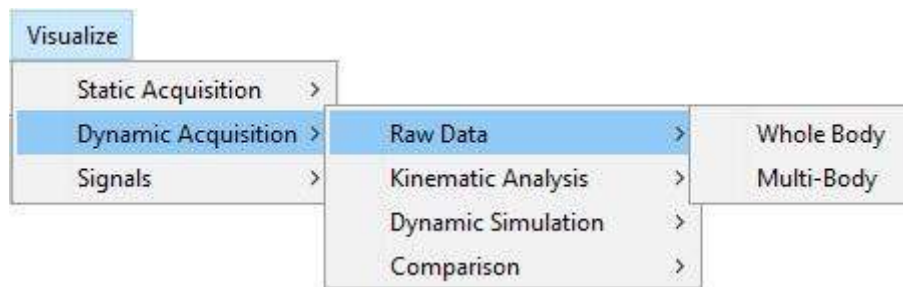 Visualize
Static Acquisition >
Dynamic Acquisition >
Signals >
Raw Data >
Kinematic Analysis >
Dynamic Simulation >
Comparison >
Whole Body
Multi-Body